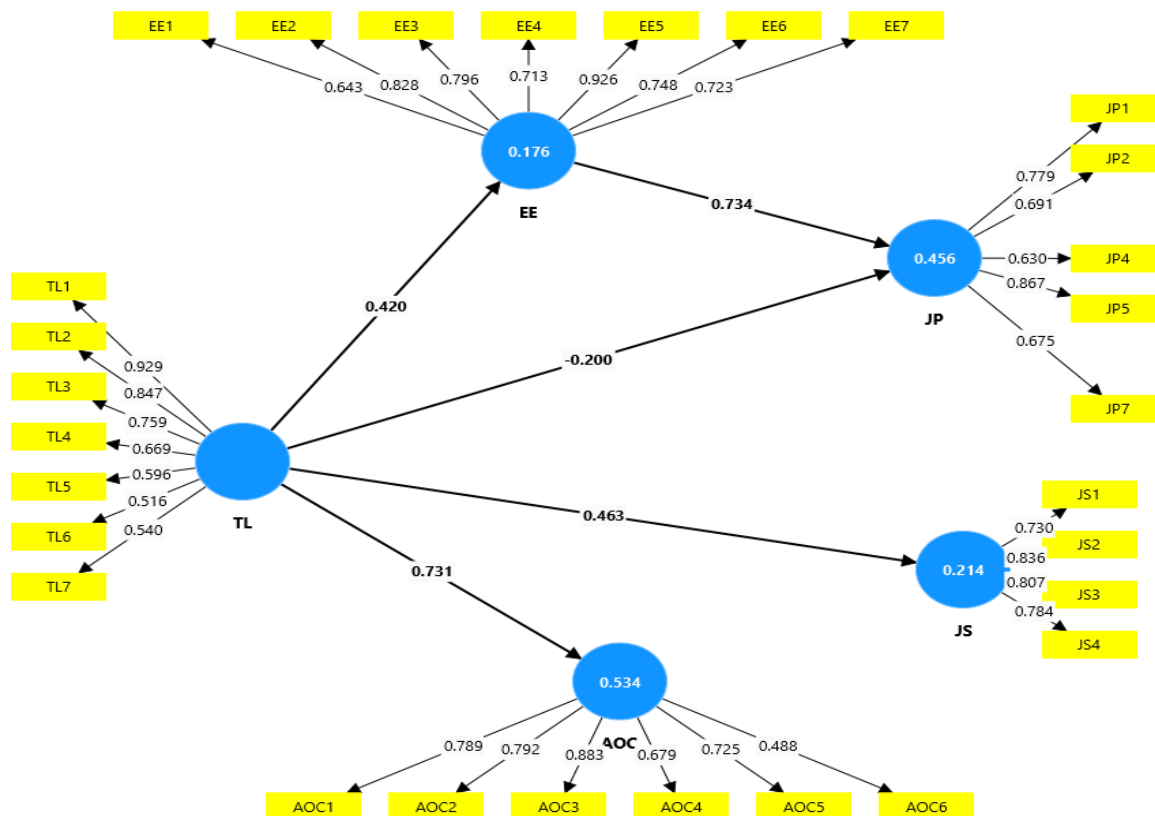 EE1 EE2 EE3 EE4 EE5 EE6 EE7
0.643 0.828 0.796 0.713 0.926 0.748 0.723
0.176
EE
0.734
0.420
-0.200
JP1
JP2
JP4
JP5
JP7
0.779
0.691
0.630
0.867
0.675
0.456
JP
TL1
TL2
TL3
TL4
TL5
TL6
TL7
0.929
0.847
0.759
0.669
0.596
0.516
0.540
TL
0.463
0.731
JS1
JS2
JS3
JS4
0.730
0.836
0.807
0.784
0.214
JS
0.534
AOC
0.789 0.792 0.883 0.679 0.725 0.488
AOC1 AOC2 AOC3 AOC4 AOC5 AOC6